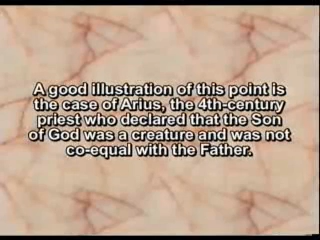 A good illustration of this point is
the case of Arius, the 4th-century
priest who declared that the Son
of God was a creature and was not
co-equal with the Father.